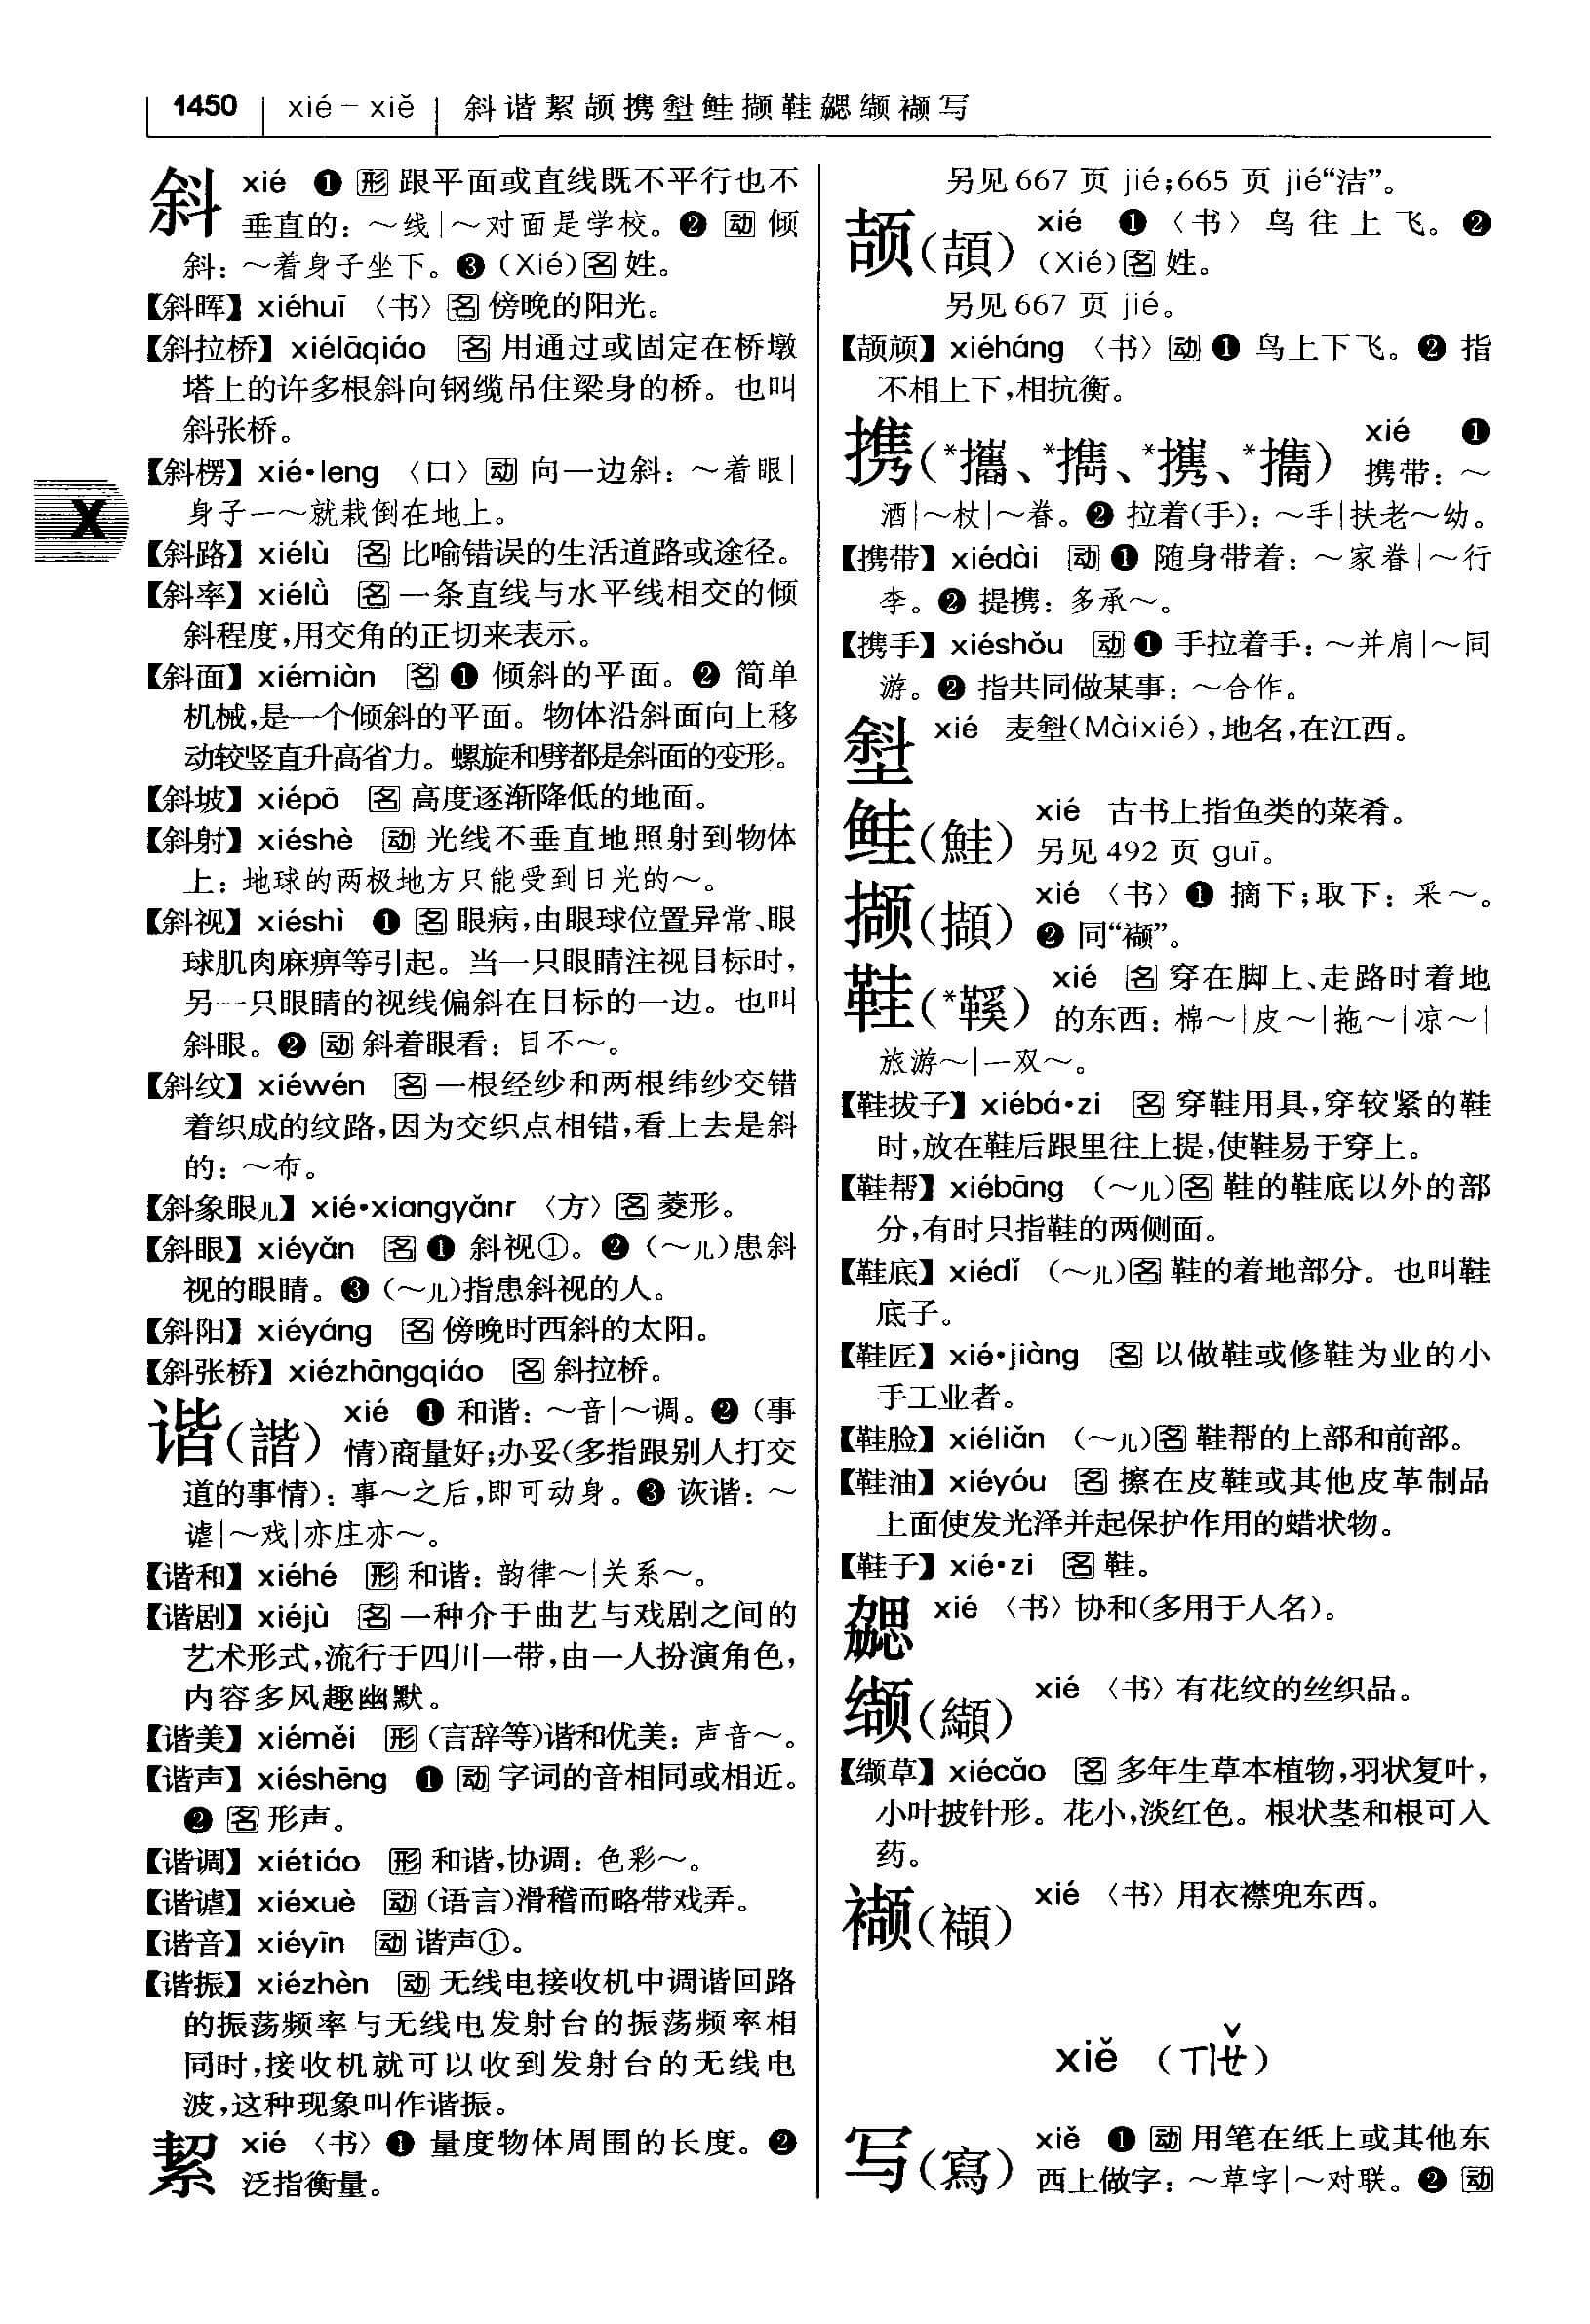 1450 xié－xiě 斜谐絜颉携㙰鲑撷鞋勰缬襭写
斜 xié ❶ 形 跟平面或直线既不平行也不
垂直的：～线|～对面是学校。❷ 动 倾
斜：～着身子坐下。❸（Xié）名 姓。
【斜晖】xiéhuī 〈书〉名 傍晚的阳光。
【斜拉桥】xiélāqiáo 名 用通过或固定在桥墩
塔上的许多根斜向钢缆吊住梁身的桥。也叫
斜张桥。
【斜楞】xié•leng 〈口〉动 向一边斜：～着眼|
身子一～就栽倒在地上。
【斜路】xiélù 名 比喻错误的生活道路或途径。
【斜率】xiélǜ 名 一条直线与水平线相交的倾
斜程度,用交角的正切来表示。
【斜面】xiémiàn 名 ❶ 倾斜的平面。❷ 简单
机械,是一个倾斜的平面。物体沿斜面向上移
动较竖直升高省力。螺旋和劈都是斜面的变形。
【斜坡】xiépō 名 高度逐渐降低的地面。
【斜射】xiéshè 动 光线不垂直地照射到物体
上：地球的两极地方只能受到日光的～。
【斜视】xiéshì ❶ 名 眼病,由眼球位置异常、眼
球肌肉麻痹等引起。当一只眼睛注视目标时,
另一只眼睛的视线偏斜在目标的一边。也叫
斜眼。❷ 动 斜着眼看：目不～。
【斜纹】xiéwén 名 一根经纱和两根纬纱交错
着织成的纹路,因为交织点相错,看上去是斜
的：～布。
【斜象眼儿】xié•xiangyǎnr 〈方〉名 菱形。
【斜眼】xiéyǎn 名 ❶ 斜视①。❷（～儿）患斜
视的眼睛。❸（～儿）指患斜视的人。
【斜阳】xiéyáng 名 傍晚时西斜的太阳。
【斜张桥】xiézhāngqiáo 名 斜拉桥。
谐（諧） xié ❶ 和谐：～音|～调。❷（事
情）商量好;办妥（多指跟别人打交
道的事情）：事～之后,即可动身。❸ 诙谐：～
谑|～戏|亦庄亦～。
【谐和】xiéhé 形 和谐：韵律～|关系～。
【谐剧】xiéjù 名 一种介于曲艺与戏剧之间的
艺术形式,流行于四川一带,由一人扮演角色,
内容多风趣幽默。
【谐美】xiéměi 形（言辞等）谐和优美：声音～。
【谐声】xiéshēng ❶ 动 字词的音相同或相近。
❷ 名 形声。
【谐调】xiétiáo 形 和谐,协调：色彩～。
【谐谑】xiéxuè 动（语言）滑稽而略带戏弄。
【谐音】xiéyīn 动 谐声①。
【谐振】xiézhèn 动 无线电接收机中调谐回路
的振荡频率与无线电发射台的振荡频率相
同时,接收机就可以收到发射台的无线电
波,这种现象叫作谐振。
絜 xié 〈书〉❶ 量度物体周围的长度。❷
泛指衡量。
另见 667 页 jié;665 页 jié“洁”。
颉（頡） xié ❶ 〈书〉鸟往上飞。❷
（Xié）名 姓。
另见 667 页 jié。
【颉颃】xiéháng 〈书〉动 ❶ 鸟上下飞。❷ 指
不相上下,相抗衡。
携（*攜、*擕、*㩗、*㩦） xié ❶
携带：～
酒|～杖|～眷。❷ 拉着（手）：～手|扶老～幼。
【携带】xiédài 动 ❶ 随身带着：～家眷|～行
李。❷ 提携：多承～。
【携手】xiéshǒu 动 ❶ 手拉着手：～并肩|～同
游。❷ 指共同做某事：～合作。
㙰 xié 麦㙰（Màixié）,地名,在江西。
鲑（鮭） xié 古书上指鱼类的菜肴。
另见 492 页 guī。
撷（擷） xié 〈书〉❶ 摘下;取下：采～。
❷ 同“襭”。
鞋（*鞵） xié 名 穿在脚上、走路时着地
的东西：棉～|皮～|拖～|凉～|
旅游～|一双～。
【鞋拔子】xiébá•zi 名 穿鞋用具,穿较紧的鞋
时,放在鞋后跟里往上提,使鞋易于穿上。
【鞋帮】xiébāng （～儿）名 鞋的鞋底以外的部
分,有时只指鞋的两侧面。
【鞋底】xiédǐ （～儿）名 鞋的着地部分。也叫鞋
底子。
【鞋匠】xié•jiàng 名 以做鞋或修鞋为业的小
手工业者。
【鞋脸】xiéliǎn （～儿）名 鞋帮的上部和前部。
【鞋油】xiéyóu 名 擦在皮鞋或其他皮革制品
上面使发光泽并起保护作用的蜡状物。
【鞋子】xié•zi 名 鞋。
勰 xié 〈书〉协和（多用于人名）。
缬（纈） xié 〈书〉有花纹的丝织品。
【缬草】xiécǎo 名 多年生草本植物,羽状复叶,
小叶披针形。花小,淡红色。根状茎和根可入
药。
襭（襭） xié 〈书〉用衣襟兜东西。
xiě （ㄒㄧㄝˇ）
写（寫） xiě ❶ 动 用笔在纸上或其他东
西上做字：～草字|～对联。❷ 动
X